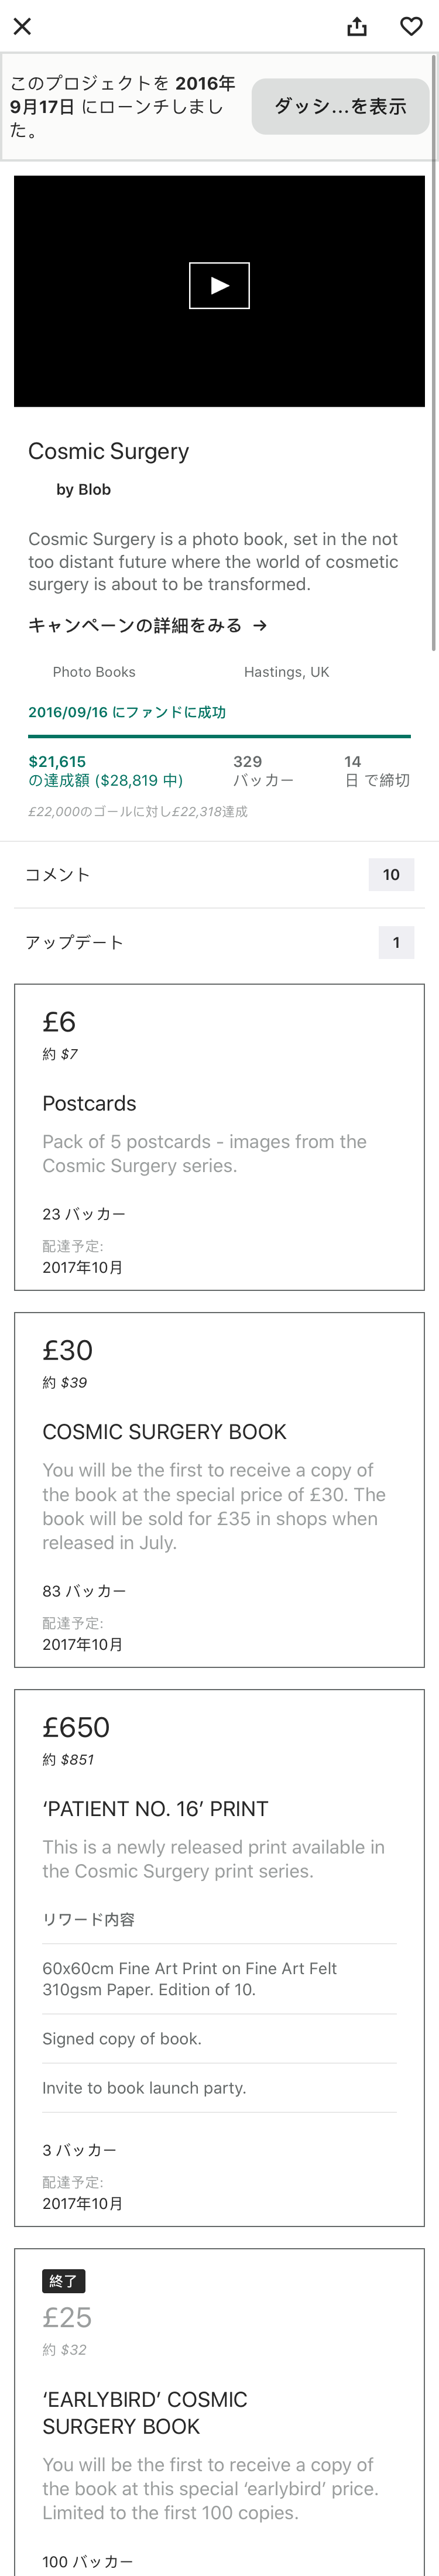 このプロジェクトを 2016年
9月17日 にローンチしまし
た。
ダッシ...を表示
Cosmic Surgery
by Blob
Cosmic Surgery is a photo book, set in the not
too distant future where the world of cosmetic
surgery is about to be transformed.
キャンペーンの詳細をみる →
Photo Books
Hastings, UK
2016/09/16 にファンドに成功
$21,615
の達成額 ($28,819 中)
329
バッカー
14
日 で締切
£22,000のゴールに対し£22,318達成
コメント
10
アップデート
1
£6
約 $7
Postcards
Pack of 5 postcards - images from the
Cosmic Surgery series.
23 バッカー
配達予定:
2017年10月
£30
約 $39
COSMIC SURGERY BOOK
You will be the first to receive a copy of
the book at the special price of £30. The
book will be sold for £35 in shops when
released in July.
83 バッカー
配達予定:
2017年10月
£650
約 $851
‘PATIENT NO. 16’ PRINT
This is a newly released print available in
the Cosmic Surgery print series.
リワード内容
60x60cm Fine Art Print on Fine Art Felt
310gsm Paper. Edition of 10.
Signed copy of book.
Invite to book launch party.
3 バッカー
配達予定:
2017年10月
終了
£25
約 $32
‘EARLYBIRD’ COSMIC
SURGERY BOOK
You will be the first to receive a copy of
the book at this special ‘earlybird’ price.
Limited to the first 100 copies.
100 バッカー